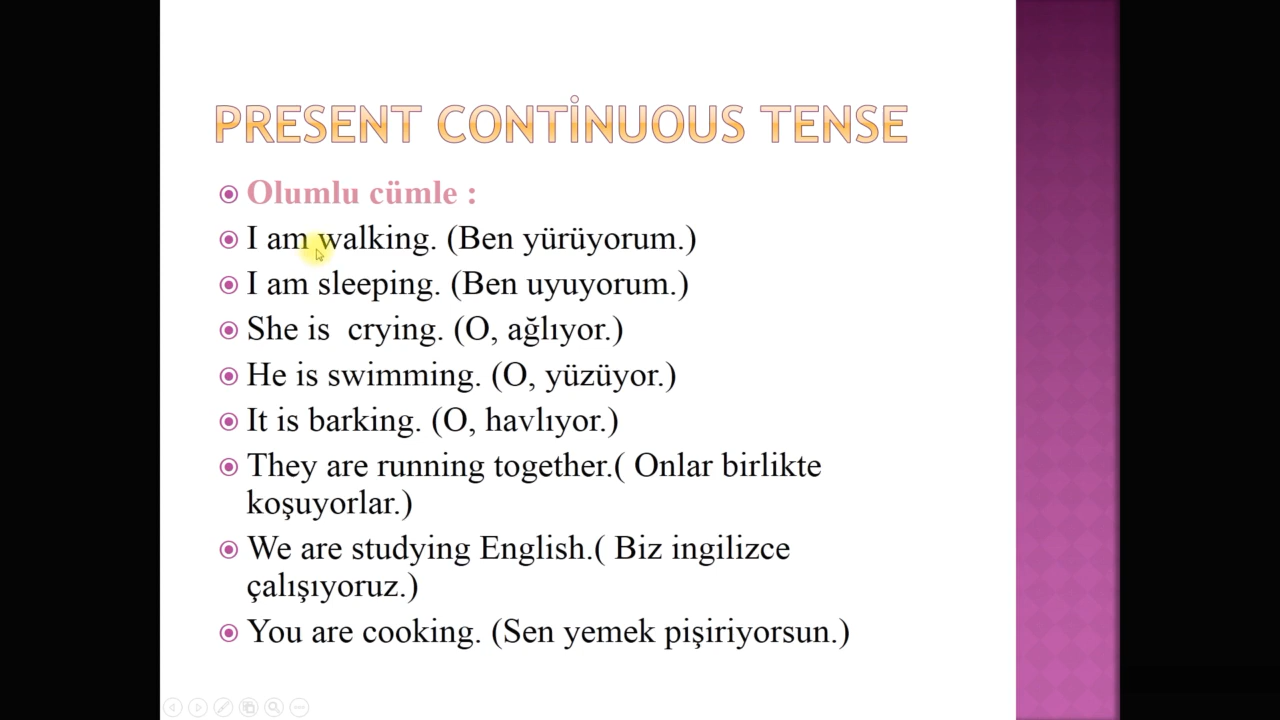 PRESENT CONTİNUOUS TENSE
Olumlu cümle :
I am walking. (Ben yürüyorum.)
I am sleeping. (Ben uyuyorum.)
She is  crying. (O, ağlıyor.)
He is swimming. (O, yüzüyor.)
It is barking. (O, havlıyor.)
They are running together.( Onlar birlikte
koşuyorlar.)
We are studying English.( Biz ingilizce
çalışıyoruz.)
You are cooking. (Sen yemek pişiriyorsun.)